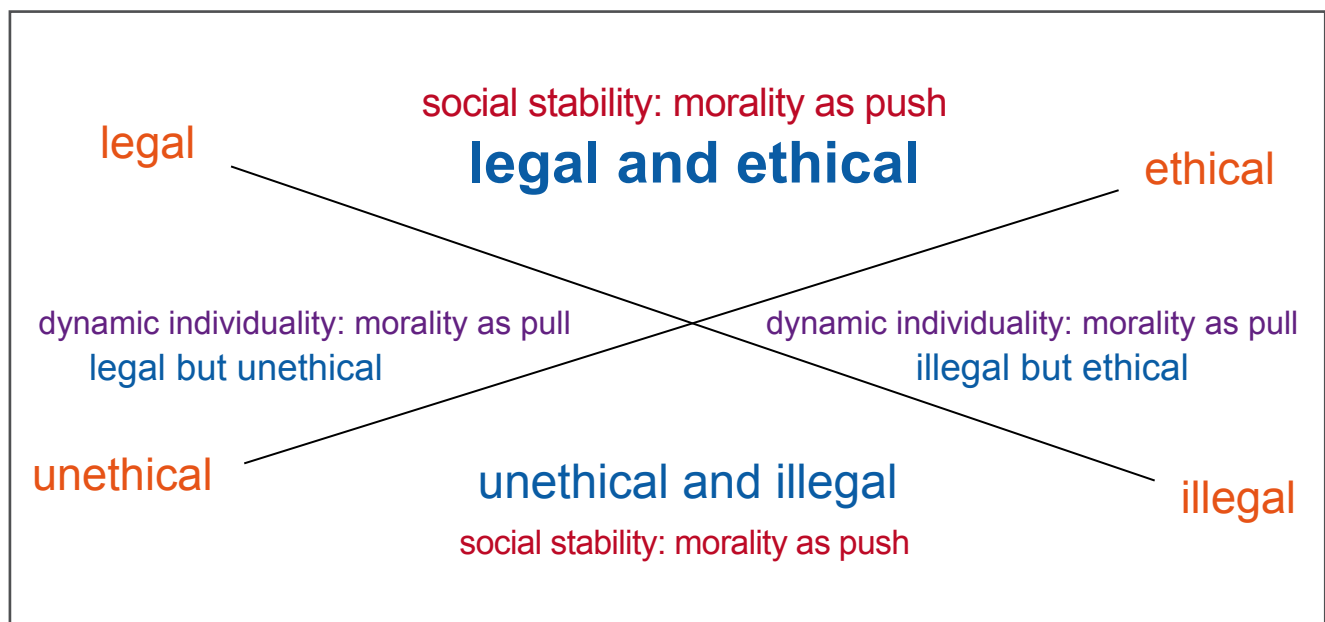 social stability: morality as push
legal
legal and ethical
ethical
dynamic individuality: morality as pull
legal but unethical
dynamic individuality: morality as pull
illegal but ethical
unethical
unethical and illegal
illegal
social stability: morality as push